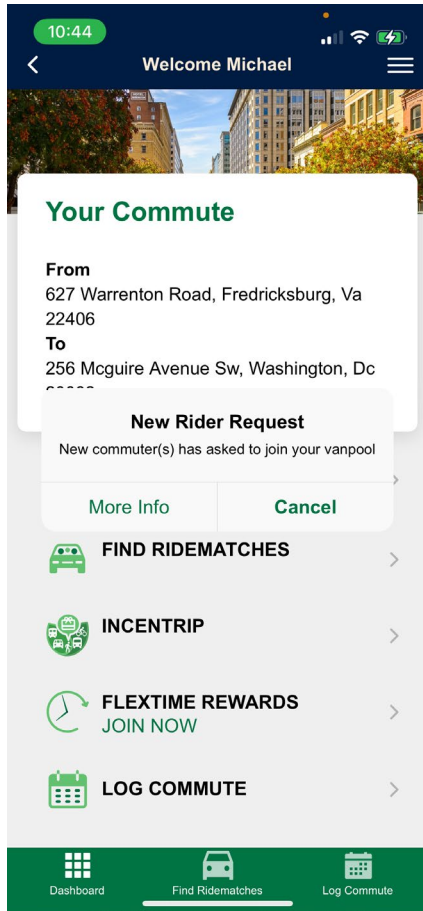 10:44
Welcome Michael
Your Commute
From
627 Warrenton Road, Fredricksburg, Va
22406
To
256 Mcguire Avenue Sw, Washington, Dc
New Rider Request
New commuter(s) has asked to join your vanpool
More Info
Cancel
FIND RIDEMATCHES
INCENTRIP
FLEXTIME REWARDS
JOIN NOW
LOG COMMUTE
Dashboard
Find Ridematches
Log Commute